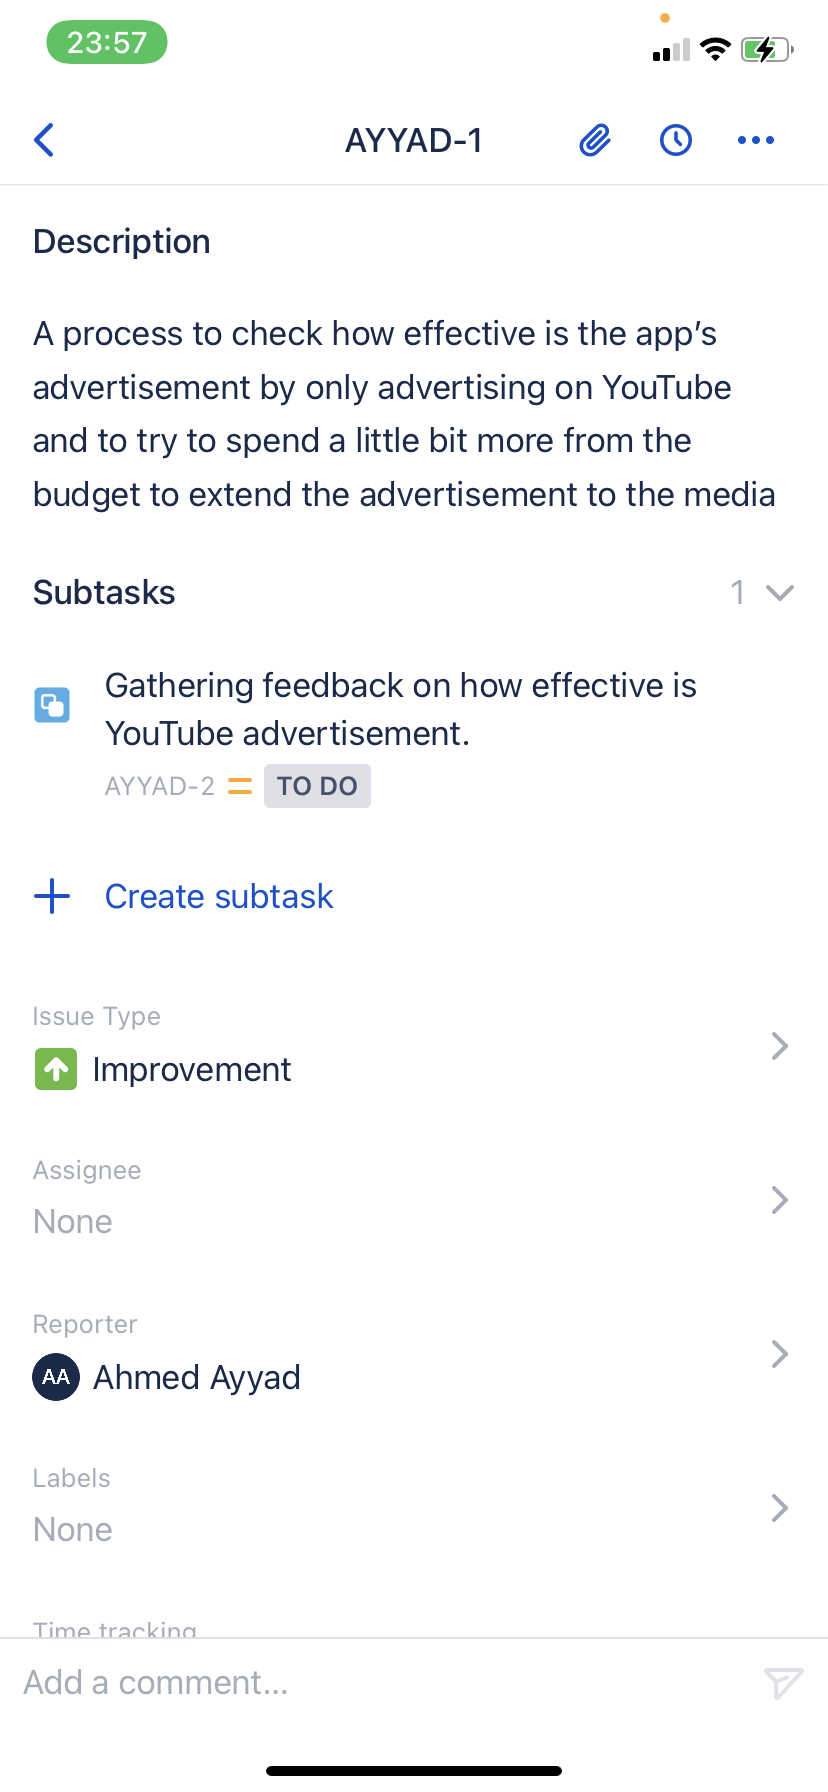 23:57
AYYAD-1
Description
A process to check how effective is the app's
advertisement by only advertising on YouTube
and to try to spend a little bit more from the
budget to extend the advertisement to the media
Subtasks
1
Gathering feedback on how effective is
YouTube advertisement.
AYYAD-2 TO DO
Create subtask
Issue Type
Improvement
Assignee
None
Reporter
AA Ahmed Ayyad
Labels
None
Time tracking
Add a comment...